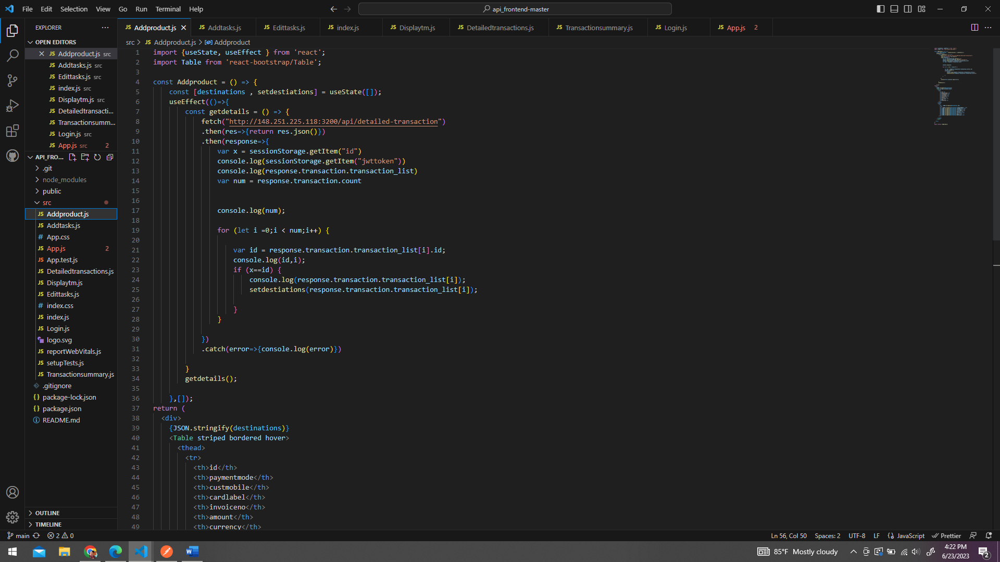 File Edit Selection View Go Run Terminal Help
api_frontend-master
EXPLORER
Addproduct.js
Addtasks.js
Edittasks.js
index.js
Displaytm.js
Detailedtransactions.js
Transactionsummary.js
Login.js
App.js 2
OPEN EDITORS
Addproduct.js src
Addtasks.js src
Edittasks.js src
index.js src
Displaytm.js src
Detailedtransacti...
Transactionsumm...
Login.js src
App.js src 2
API_FRO...
.git
node_modules
public
src
Addproduct.js
Addtasks.js
App.css
App.js 2
App.test.js
Detailedtransactions.js
Displaytm.js
Edittasks.js
index.css
index.js
Login.js
logo.svg
reportWebVitals.js
setupTests.js
Transactionsummary.js
.gitignore
package-lock.json
package.json
README.md
OUTLINE
TIMELINE
src > JS Addproduct.js > Addproduct
1 import {useState, useEffect } from 'react';
2 import Table from 'react-bootstrap/Table';
3
4 const Addproduct = () => {
5 const [destinations , setdestiations] = useState([]);
6 useEffect(()=>{
7 const getdetails = () => {
8 fetch("http://148.251.225.118:3200/api/detailed-transaction")
9 .then(res=>{return res.json()})
10 .then(response=>{
11 var x = sessionStorage.getItem("id")
12 console.log(sessionStorage.getItem("jwttoken"))
13 console.log(response.transaction.transaction_list)
14 var num = response.transaction.count
15
16
17 console.log(num);
18
19 for (let i =0;i < num;i++) {
20
21 var id = response.transaction.transaction_list[i].id;
22 console.log(id,i);
23 if (x==id) {
24 console.log(response.transaction.transaction_list[i]);
25 setdestiations(response.transaction.transaction_list[i]);
26
27 }
28 }
29
30 })
31 .catch(error=>{console.log(error)})
32
33 }
34 getdetails();
35
36 },[]);
37 return (
38 <div>
39 {JSON.stringify(destinations)}
40 <Table striped bordered hover>
41 <thead>
42 <tr>
43 <th>id</th>
44 <th>paymentmode</th>
45 <th>custmobile</th>
46 <th>cardlabel</th>
47 <th>invoiceno</th>
48 <th>amount</th>
49 <th>currency</th>
main 2 0
Ln 56, Col 50 Spaces: 2 UTF-8 LF {} JavaScript Prettier
85°F Mostly cloudy
4:22 PM
6/23/2023
2